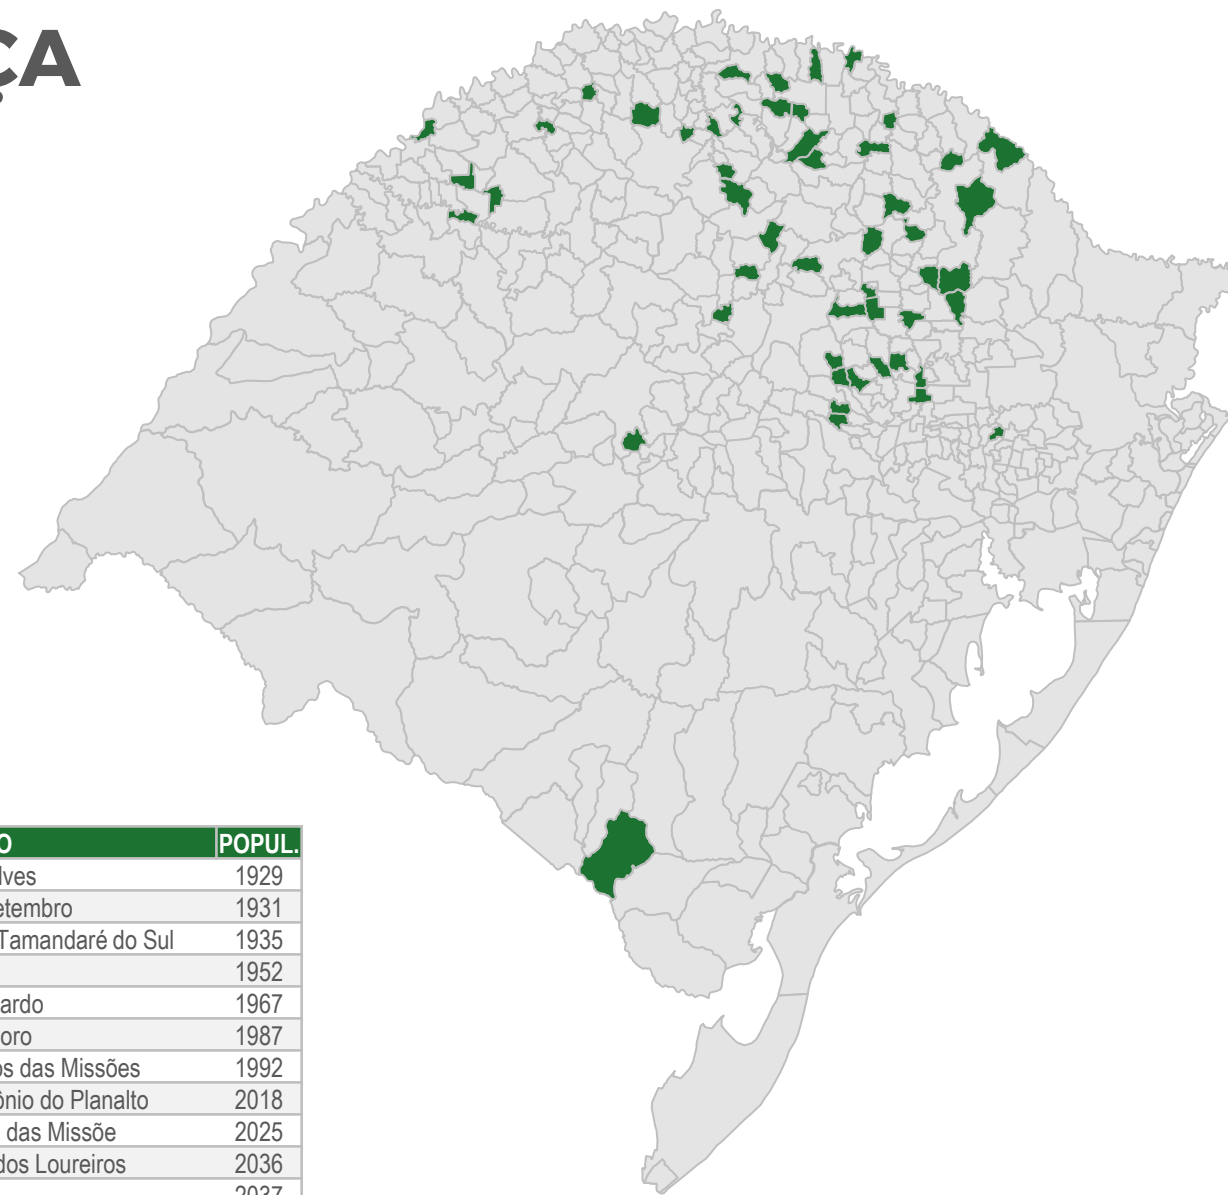 ÇA
O POPUL.
lves 1929
etembro 1931
Tamandaré do Sul 1935
1952
ardo 1967
oro 1987
os das Missões 1992
ônio do Planalto 2018
das Missõe 2025
dos Loureiros 2036
2037